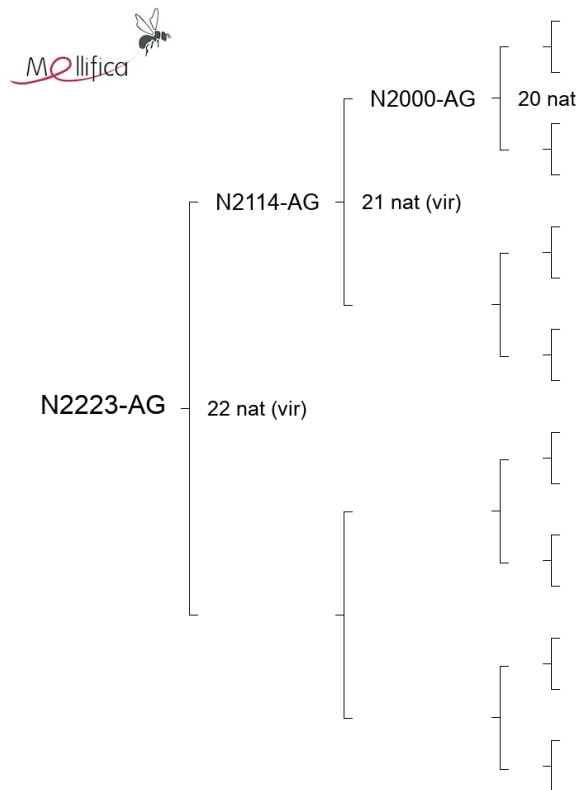 Mellifica
N2000-AG
20 nat
N2114-AG
21 nat (vir)
N2223-AG
22 nat (vir)